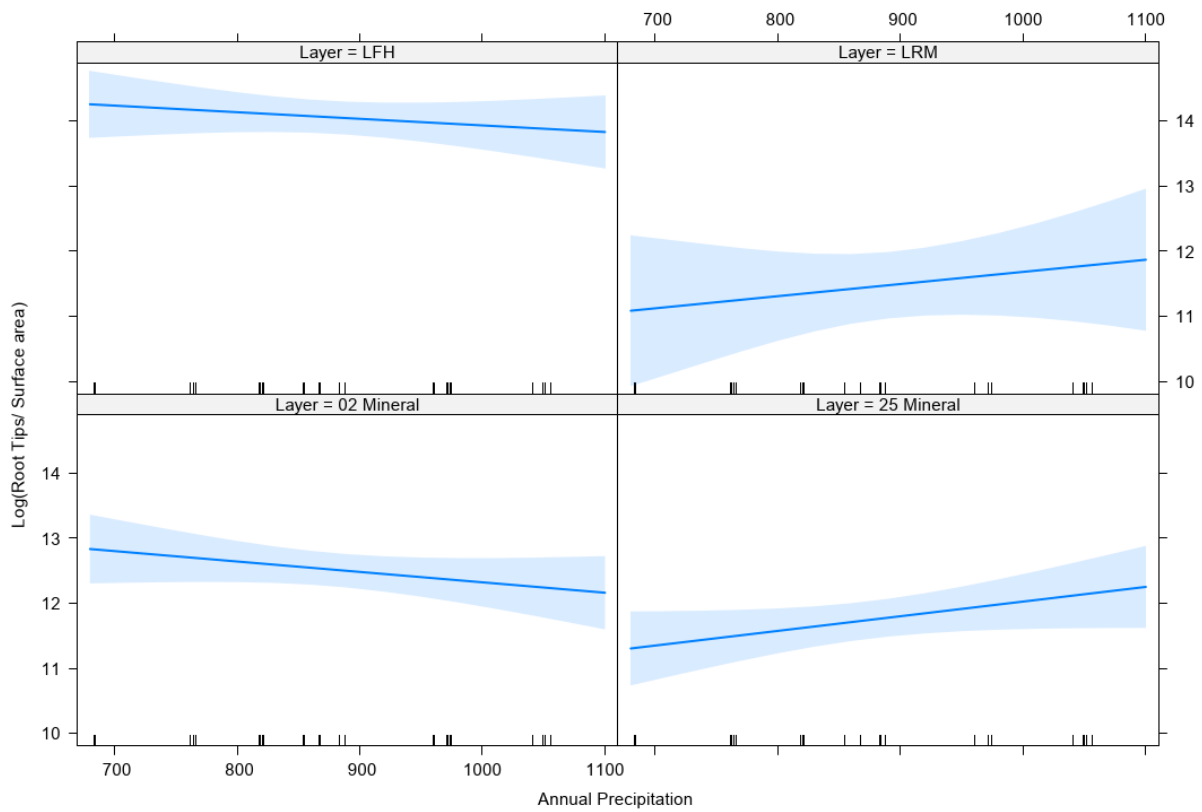 700 800 900 1000 1100
Layer = LFH
Layer = LRM
14
13
12
11
10
Layer = 02 Mineral
Layer = 25 Mineral
Log(Root Tips/ Surface area)
14
13
12
11
10
700 800 900 1000 1100
Annual Precipitation